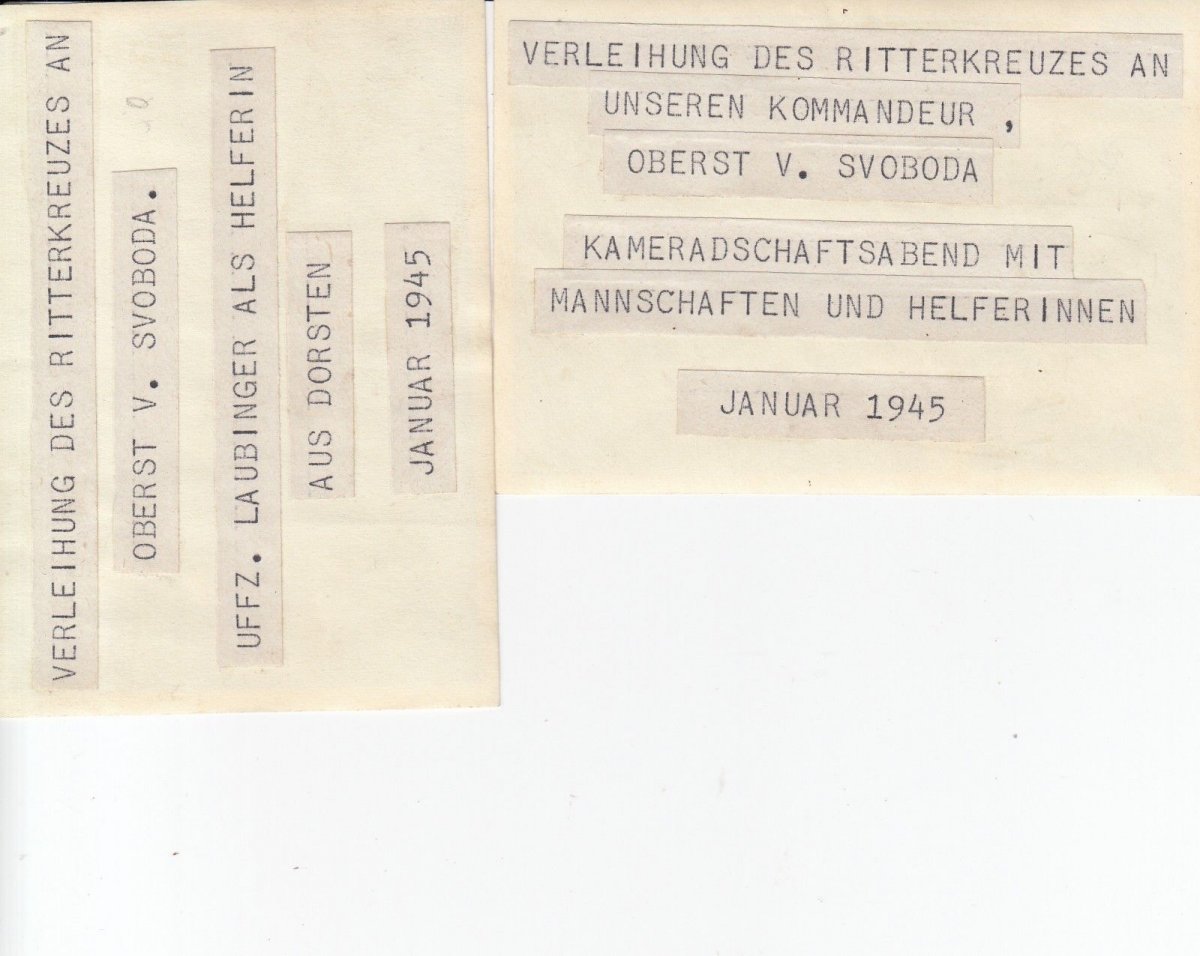 VERLEIHUNG DES RITTERKREUZES AN
OBERST V. SVOBODA.
UFFZ. LAUBINGER ALS HELFERIN
AUS DORSTEN
JANUAR 1945
VERLEIHUNG DES RITTERKREUZES AN
UNSEREN KOMMANDEUR ,
OBERST V. SVOBODA
KAMERADSCHAFTSABEND MIT
MANNSCHAFTEN UND HELFERINNEN
JANUAR 1945